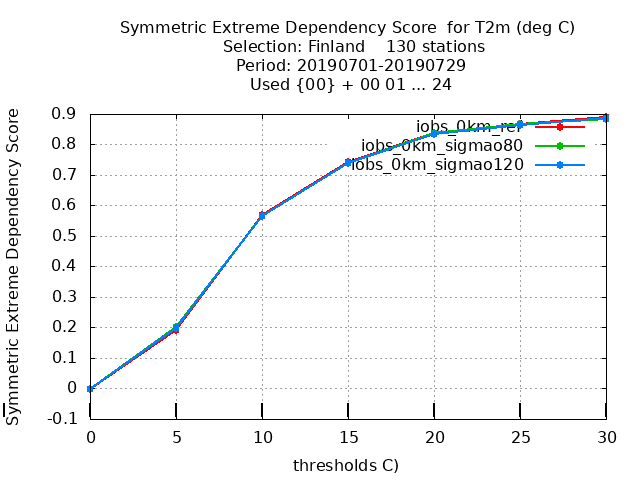 Symmetric Extreme Dependency Score for T2m (deg C)
Selection: Finland 130 stations
Period: 20190701-20190729
Used {00} + 00 01 ... 24
Symmetric Extreme Dependency Score
0.9
0.8
0.7
0.6
0.5
0.4
0.3
0.2
0.1
0
-0.1
iobs_0km_ref
iobs_0km_sigmao80
iobs_0km_sigmao120
0 5 10 15 20 25 30
thresholds C)